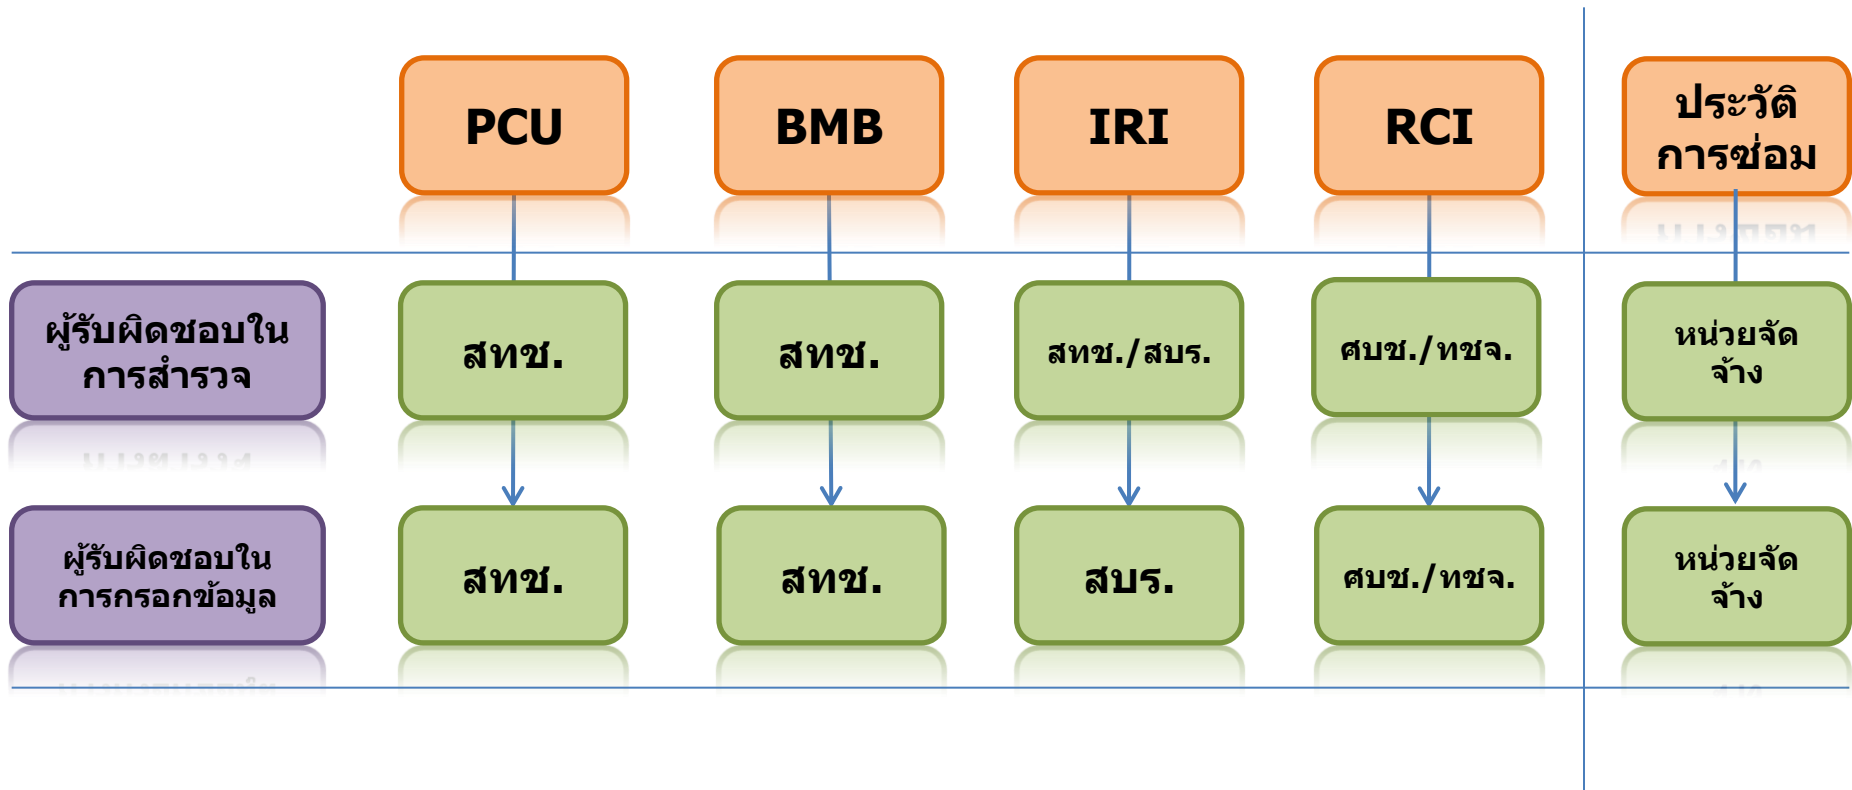 PCU
BMB
IRI
RCI
ประวัติ
การซ่อม
ผู้รับผิดชอบใน
การสำรวจ
สทช.
สทช.
สทช./สบร.
ศบช./ทชจ.
หน่วยจัด
จ้าง
ผู้รับผิดชอบใน
การกรอกข้อมูล
สทช.
สทช.
สบร.
ศบช./ทชจ.
หน่วยจัด
จ้าง